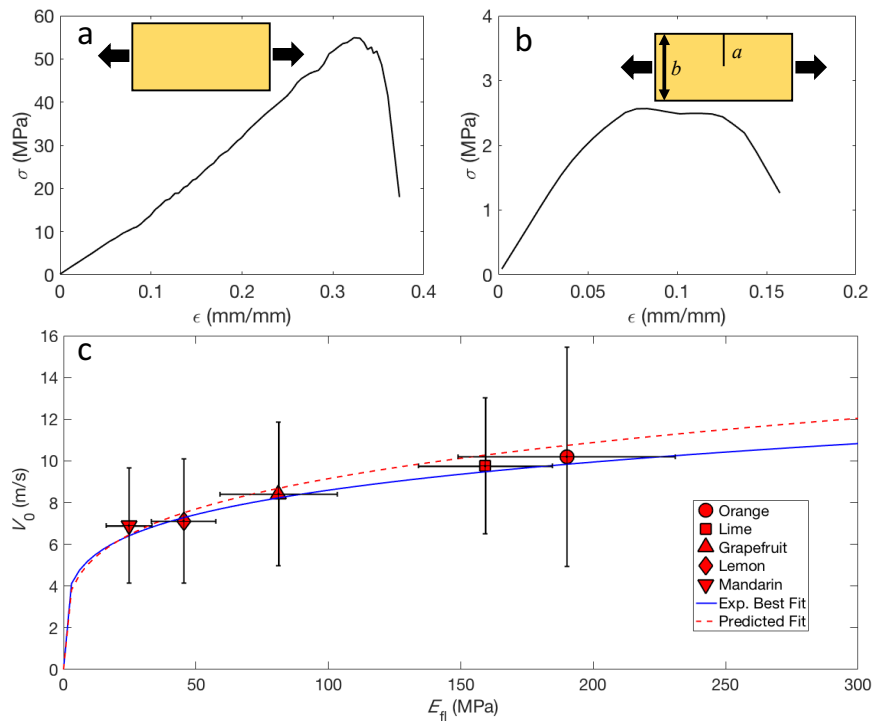 a
60
50
40
30
20
10
0
σ (MPa)
0 0.1 0.2 0.3 0.4
ϵ (mm/mm)
b
4
3
2
1
0
σ (MPa)
b a
0 0.05 0.1 0.15 0.2
ϵ (mm/mm)
c
16
14
12
10
8
6
4
2
0
V0 (m/s)
Orange
Lime
Grapefruit
Lemon
Mandarin
Exp. Best Fit
Predicted Fit
0 50 100 150 200 250 300
Efl (MPa)